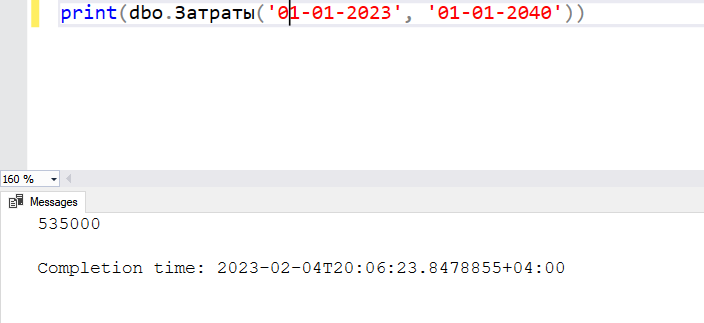 print(dbo.Затраты('01-01-2023', '01-01-2040'))
160 %
Messages
535000
Completion time: 2023-02-04T20:06:23.8478855+04:00